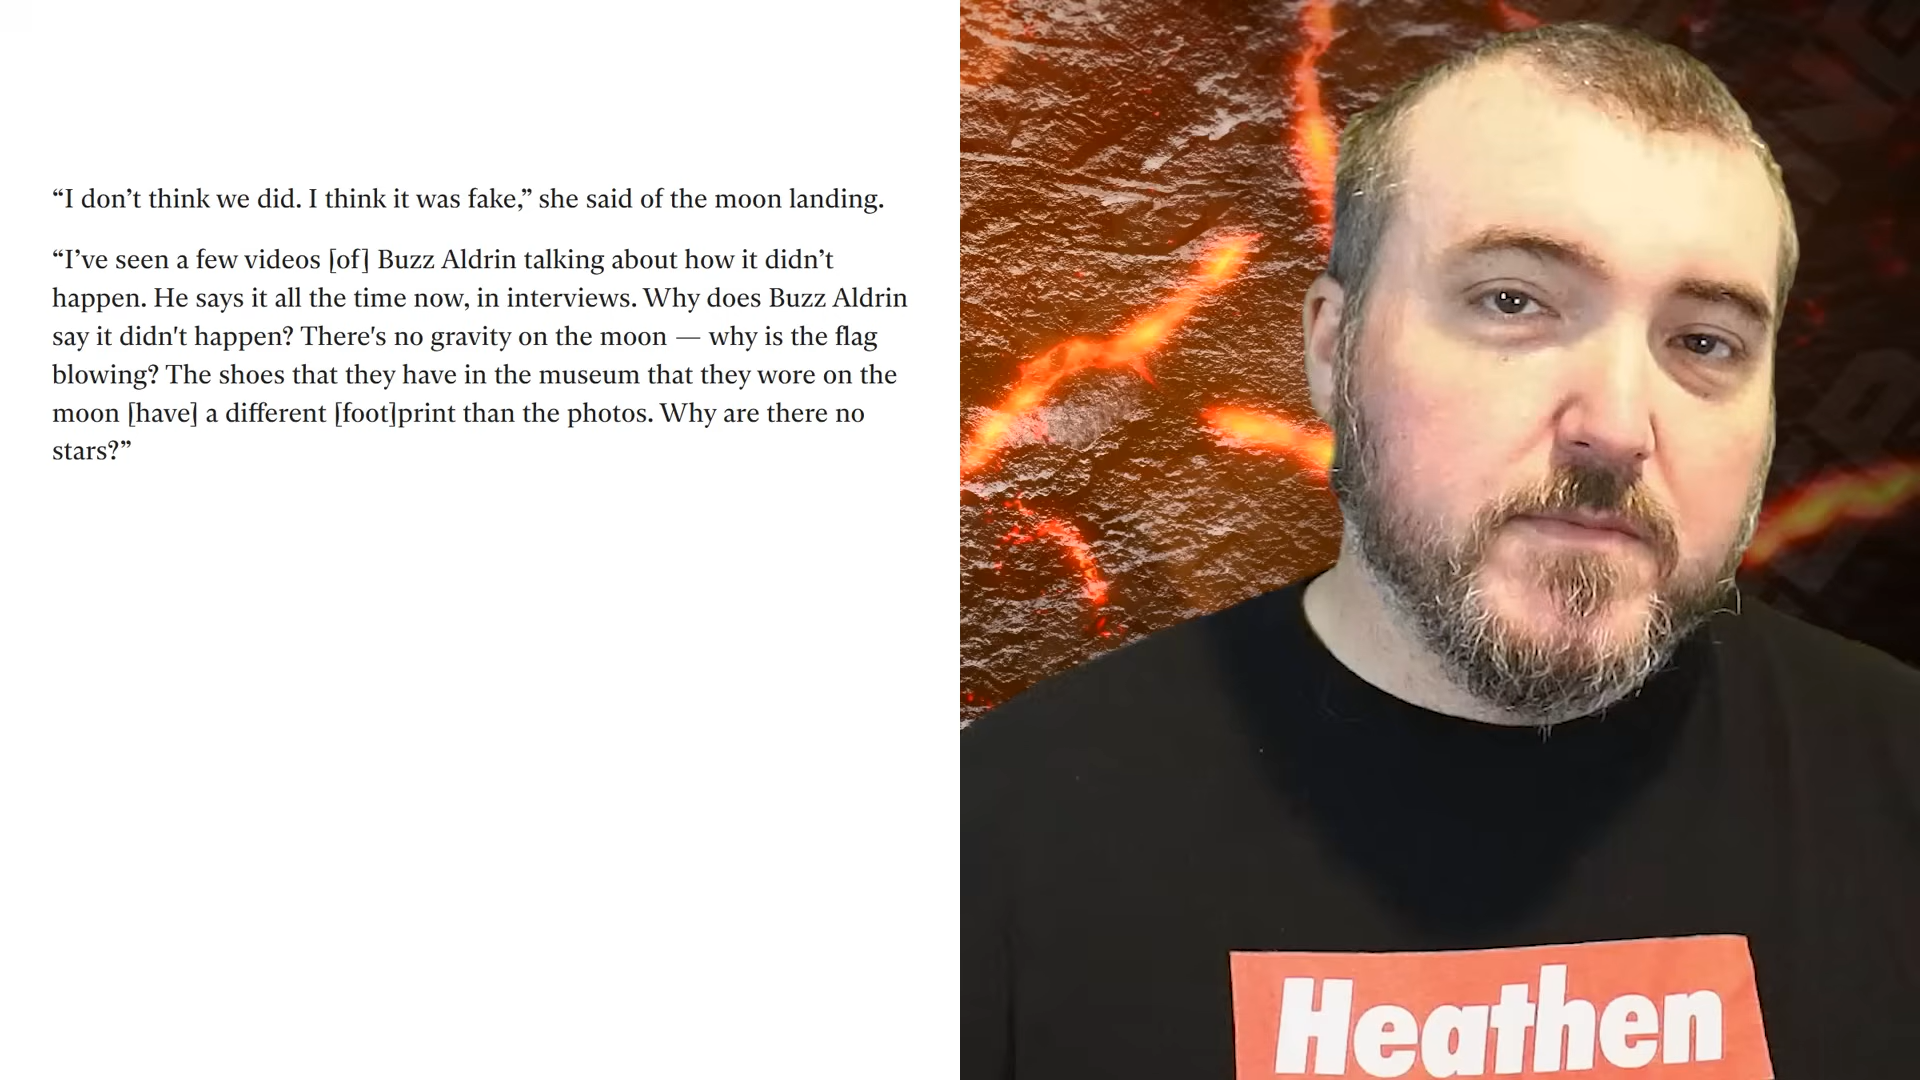 “I don’t think we did. I think it was fake,” she said of the moon landing.
“I’ve seen a few videos [of] Buzz Aldrin talking about how it didn’t
happen. He says it all the time now, in interviews. Why does Buzz Aldrin
say it didn't happen? There's no gravity on the moon — why is the flag
blowing? The shoes that they have in the museum that they wore on the
moon [have] a different [foot]print than the photos. Why are there no
stars?”
Heathen